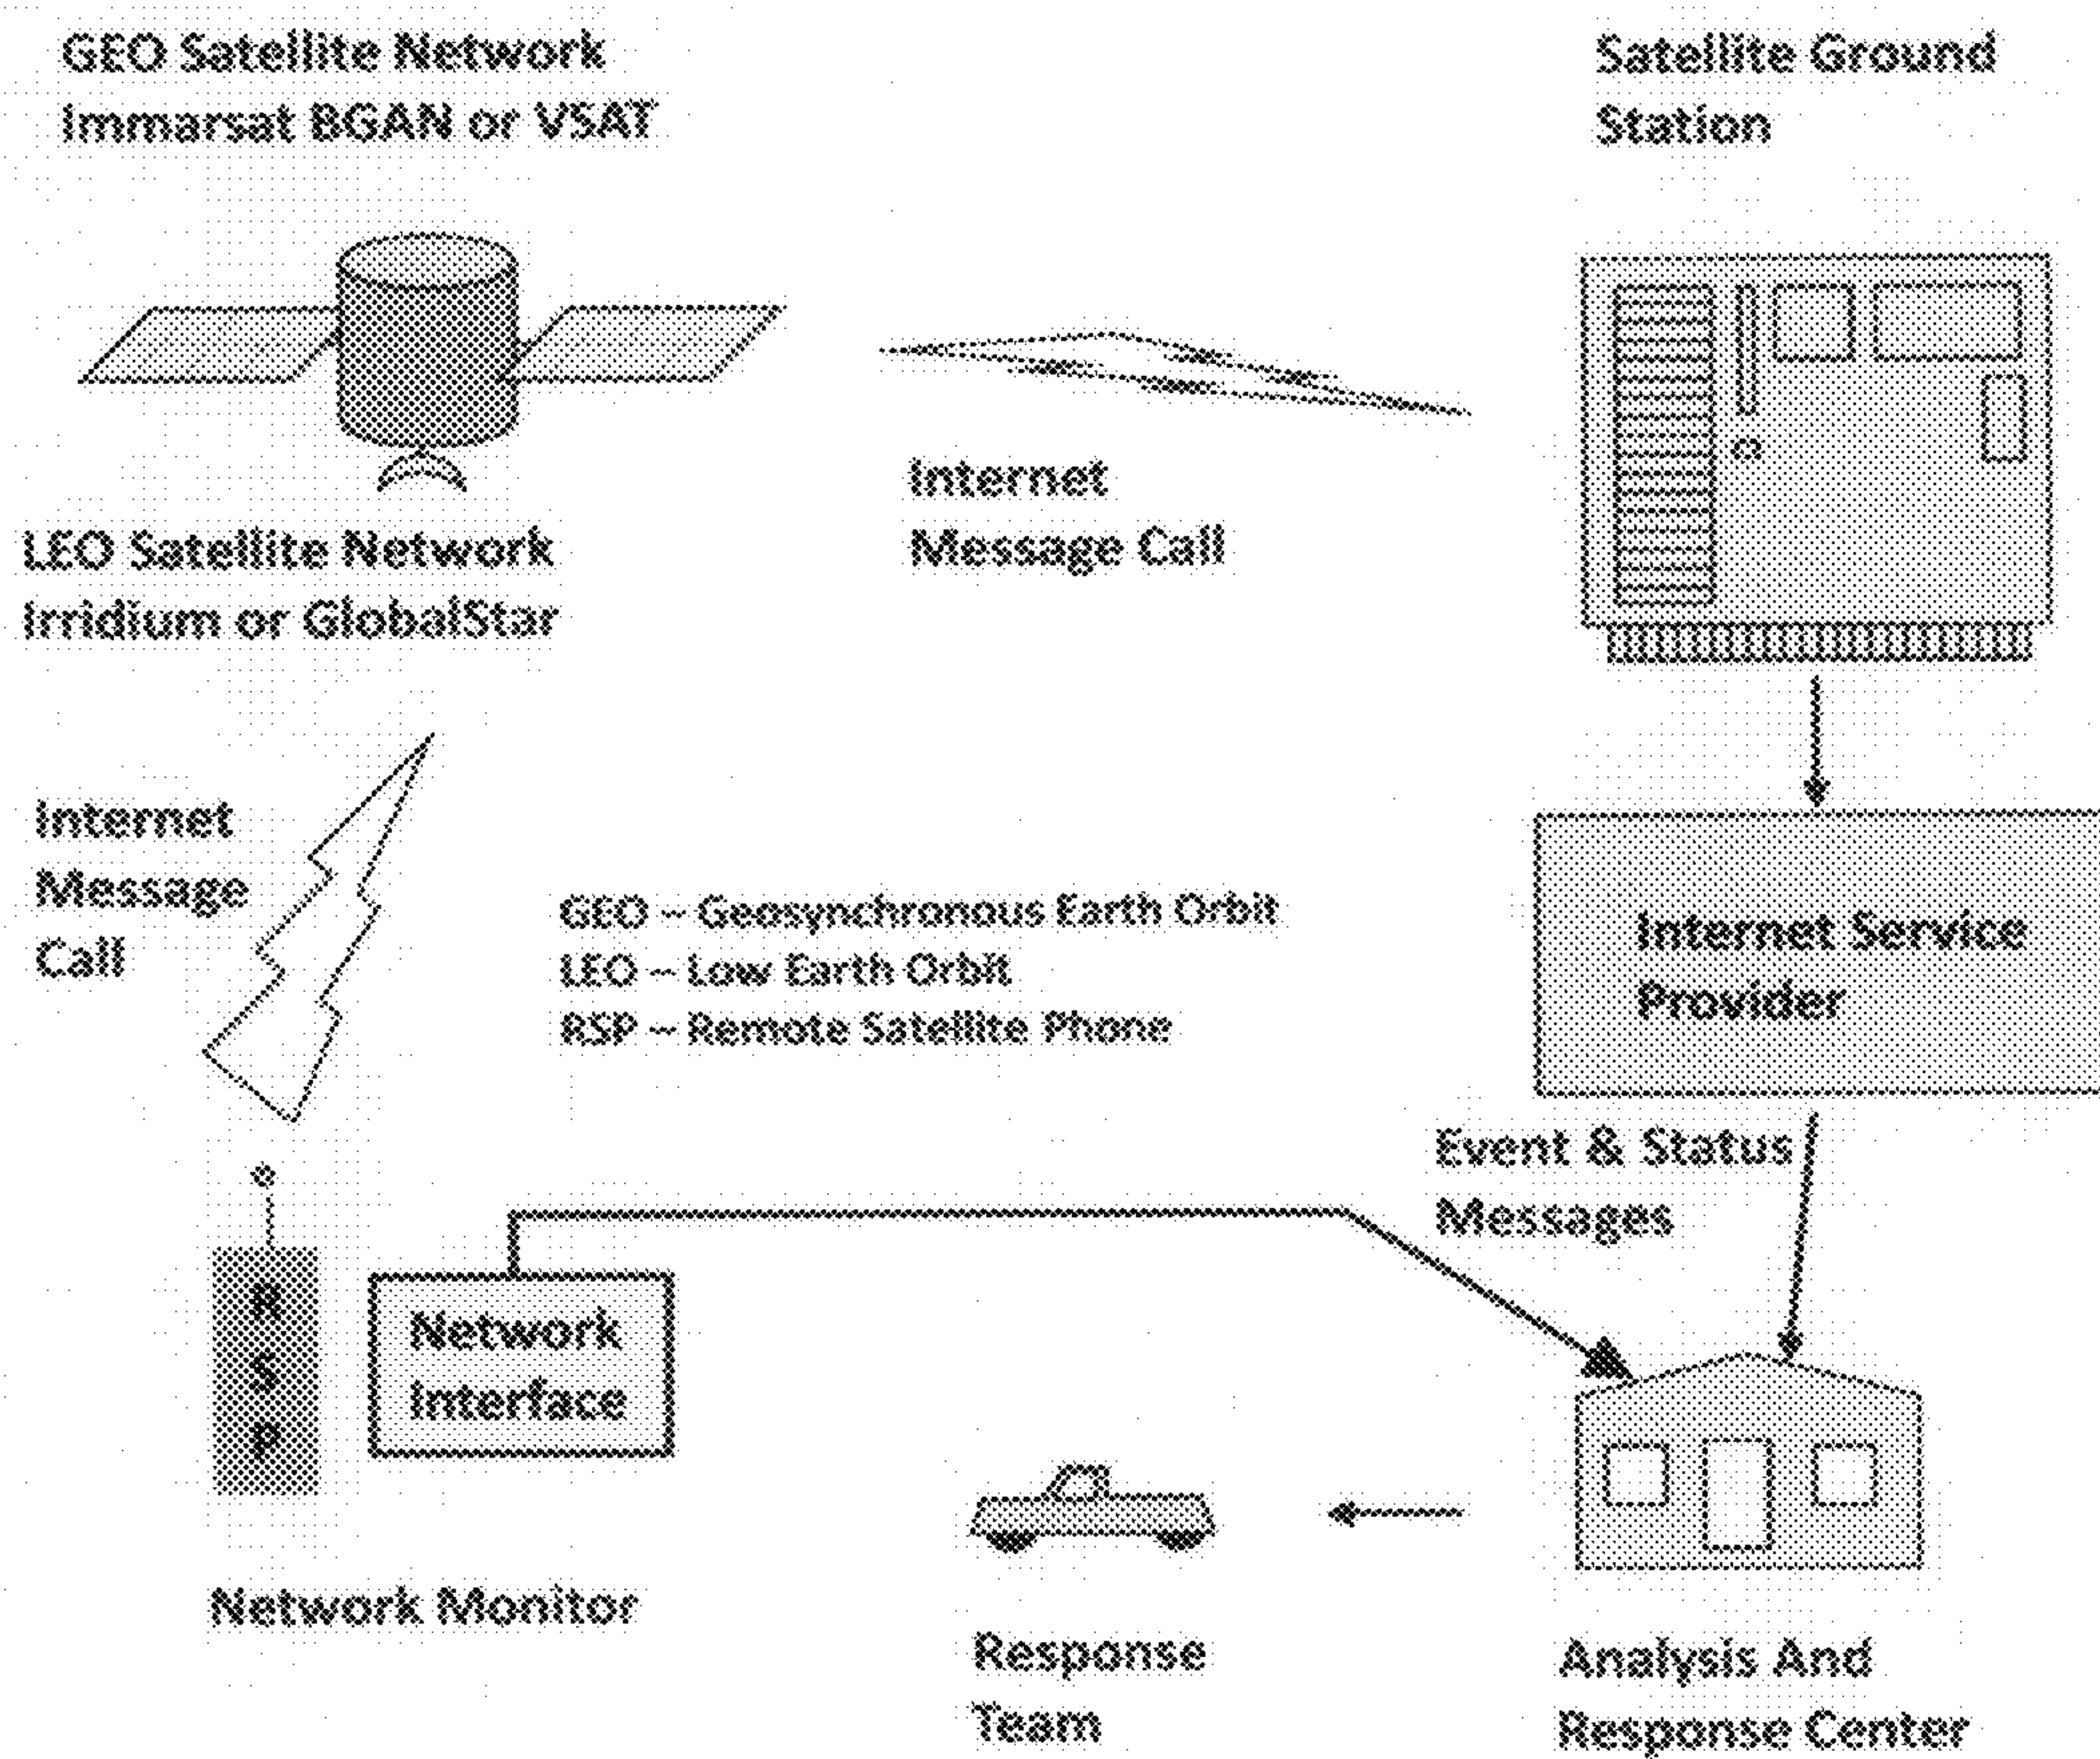 GEO Satellite Network
Immarsat BGAN or VSAT
Satellite Ground
Station
Internet
Message Call
LEO Satellite Network
Irridium or GlobalStar
Internet
Message
Call
GEO -- Geosynchronous Earth Orbit
LEO -- Low Earth Orbit
RSP -- Remote Satellite Phone
Internet Service
Provider
Event & Status
Messages
R
S
P
Network
Interface
Network Monitor
Response
Team
Analysis And
Response Center